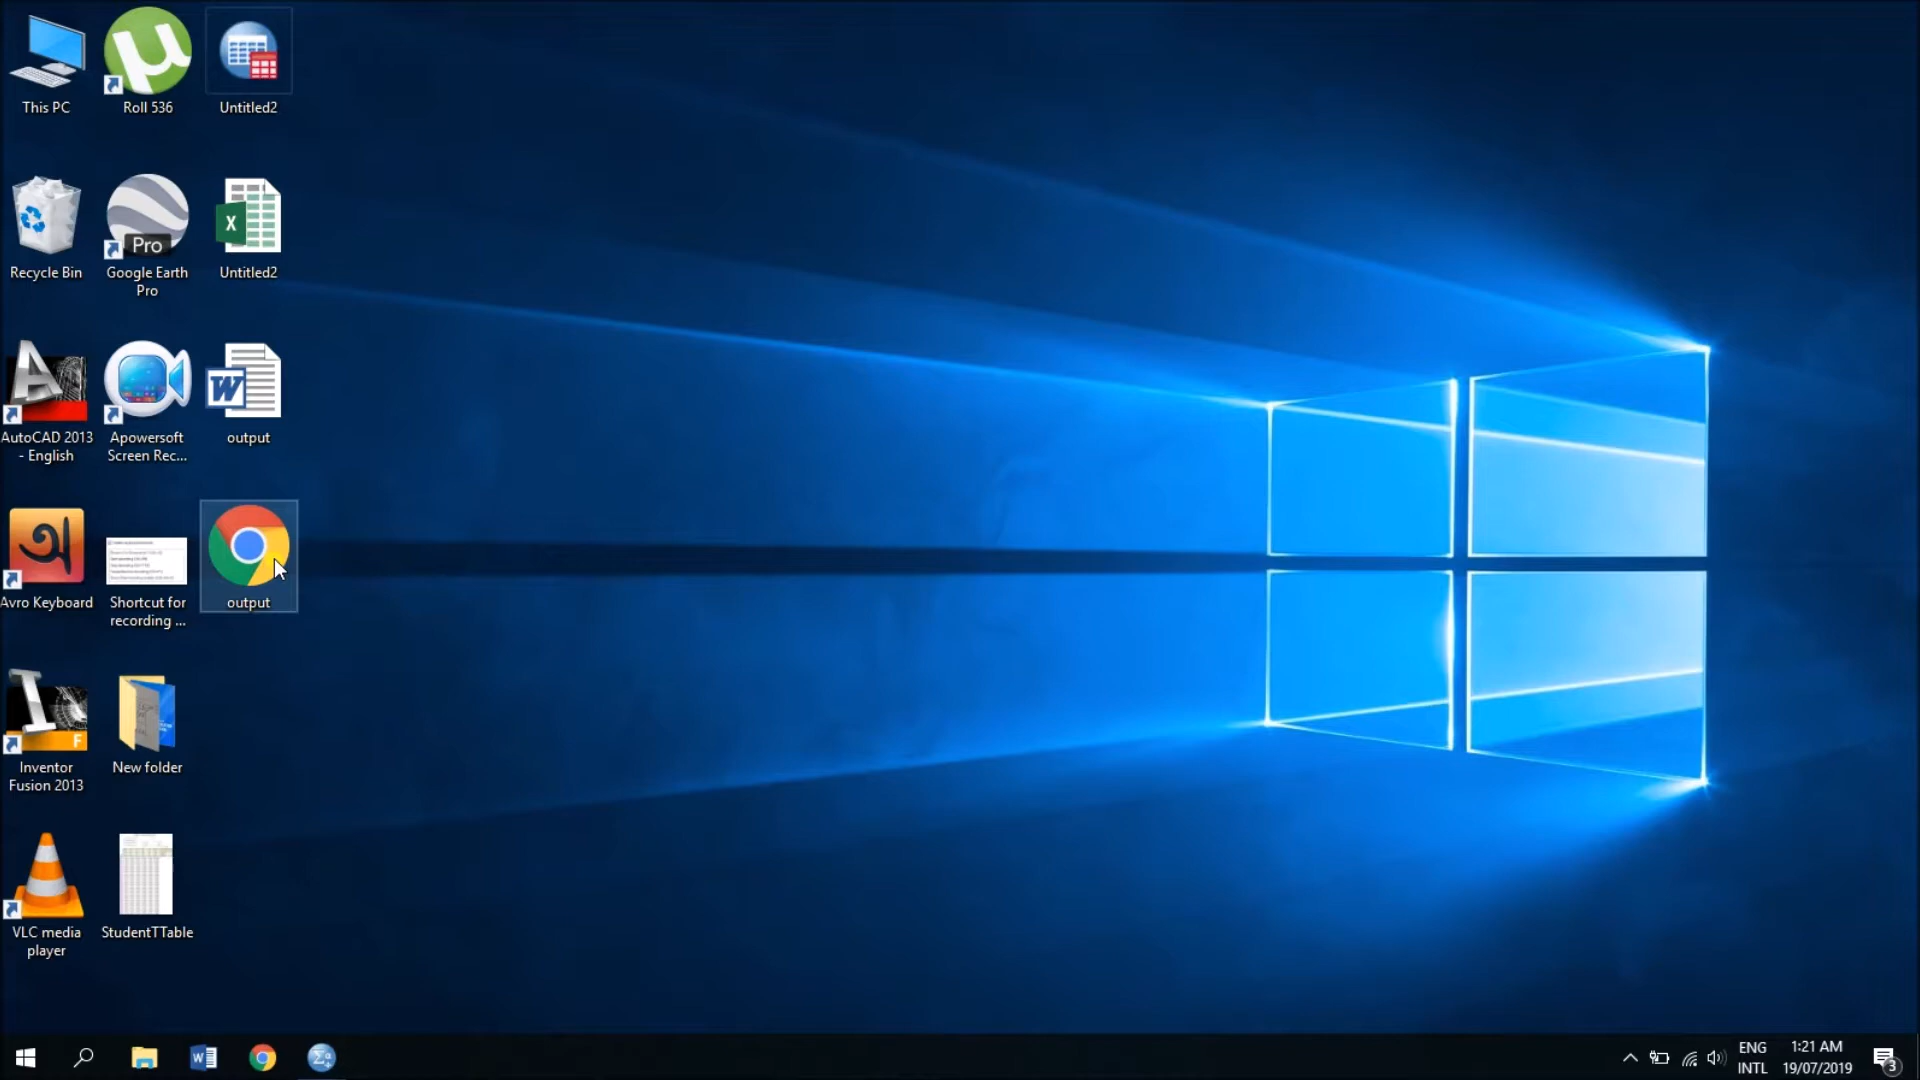 This PC
Roll 536
Untitled2
Recycle Bin
Pro
Google Earth
Pro
X
Untitled2
AutoCAD 2013
- English
Apowersoft
Screen Rec...
W
output
অ
Avro Keyboard
Shortcut for
recording ...
output
F
Inventor
Fusion 2013
New folder
VLC media
player
StudentTTable
ENG
INTL
1:21 AM
19/07/2019
3